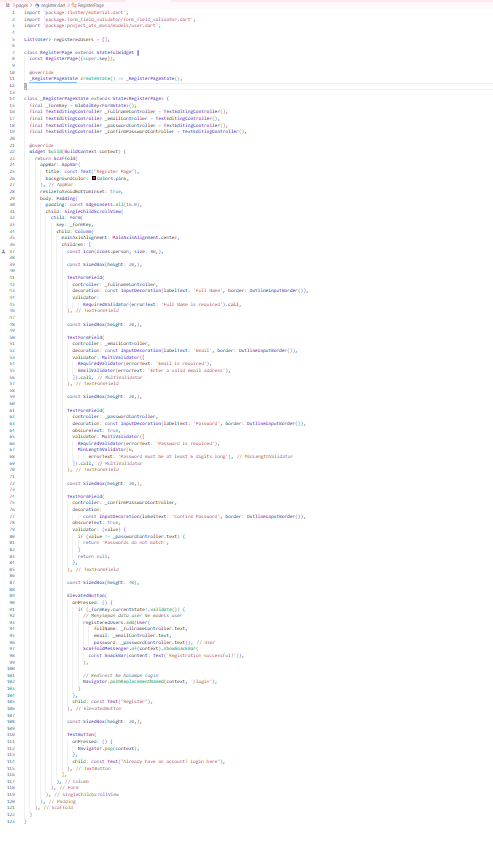 pages > register.dart > RegisterPage
1 import 'package:flutter/material.dart';
2 import 'package:form_field_validator/form_field_validator.dart';
3 import 'package:project_uts_mona/models/user.dart';
4
5 List<User> registeredUsers = [];
6
7 class RegisterPage extends StatefulWidget {
8 const RegisterPage({super.key});
9
10 @override
11 _RegisterPageState createState() => _RegisterPageState();
12 }
13
14 class _RegisterPageState extends State<RegisterPage> {
15 final _formKey = GlobalKey<FormState>();
16 final TextEditingController _fullnameController = TextEditingController();
17 final TextEditingController _emailController = TextEditingController();
18 final TextEditingController _passwordController = TextEditingController();
19 final TextEditingController _confirmPasswordController = TextEditingController();
20
21 @override
22 Widget build(BuildContext context) {
23 return Scaffold(
24 appBar: AppBar(
25 title: const Text("Register Page"),
26 backgroundColor: Colors.pink,
27 ), // AppBar
28 resizeToAvoidBottomInset: true,
29 body: Padding(
30 padding: const EdgeInsets.all(16.0),
31 child: SingleChildScrollView(
32 child: Form(
33 key: _formKey,
34 child: Column(
35 mainAxisAlignment: MainAxisAlignment.center,
36 children: [
37 const Icon(Icons.person, size: 80,),
38
39 const SizedBox(height: 20,),
40
41 TextFormField(
42 controller: _fullnameController,
43 decoration: const InputDecoration(labelText: 'Full Name', border: OutlineInputBorder()),
44 validator:
45 RequiredValidator(errorText: 'Full Name is required').call,
46 ), // TextFormField
47
48 const SizedBox(height: 20,),
49
50 TextFormField(
51 controller: _emailController,
52 decoration: const InputDecoration(labelText: 'Email', border: OutlineInputBorder()),
53 validator: MultiValidator([
54 RequiredValidator(errorText: 'Email is required'),
55 EmailValidator(errorText: 'Enter a valid email address'),
56 ]).call, // MultiValidator
57 ), // TextFormField
58
59 const SizedBox(height: 20,),
60
61 TextFormField(
62 controller: _passwordController,
63 decoration: const InputDecoration(labelText: 'Password', border: OutlineInputBorder()),
64 obscureText: true,
65 validator: MultiValidator([
66 RequiredValidator(errorText: 'Password is required'),
67 MinLengthValidator(6,
68 errorText: 'Password must be at least 6 digits long'), // MinLengthValidator
69 ]).call, // MultiValidator
70 ), // TextFormField
71
72 const SizedBox(height: 20,),
73
74 TextFormField(
75 controller: _confirmPasswordController,
76 decoration:
77 const InputDecoration(labelText: 'Confirm Password', border: OutlineInputBorder()),
78 obscureText: true,
79 validator: (value) {
80 if (value != _passwordController.text) {
81 return 'Passwords do not match';
82 }
83 return null;
84 },
85 ), // TextFormField
86
87 const SizedBox(height: 40),
88
89 ElevatedButton(
90 onPressed: () {
91 if (_formKey.currentState!.validate()) {
92 // Menyimpan data user ke models user
93 registeredUsers.add(User(
94 fullName: _fullnameController.text,
95 email: _emailController.text,
96 password: _passwordController.text)); // User
97 ScaffoldMessenger.of(context).showSnackBar(
98 const SnackBar(content: Text('Registration successful!')),
99 );
100
101 // Redirect ke halaman login
102 Navigator.pushReplacementNamed(context, '/login');
103 }
104 },
105 child: const Text("Register"),
106 ), // ElevatedButton
107
108 const SizedBox(height: 20,),
109
110 TextButton(
111 onPressed: () {
112 Navigator.pop(context);
113 },
114 child: const Text("Already have an account? Login here"),
115 ), // TextButton
116 ],
117 ), // Column
118 ), // Form
119 ), // SingleChildScrollView
120 ), // Padding
121 ); // Scaffold
122 }
123 }